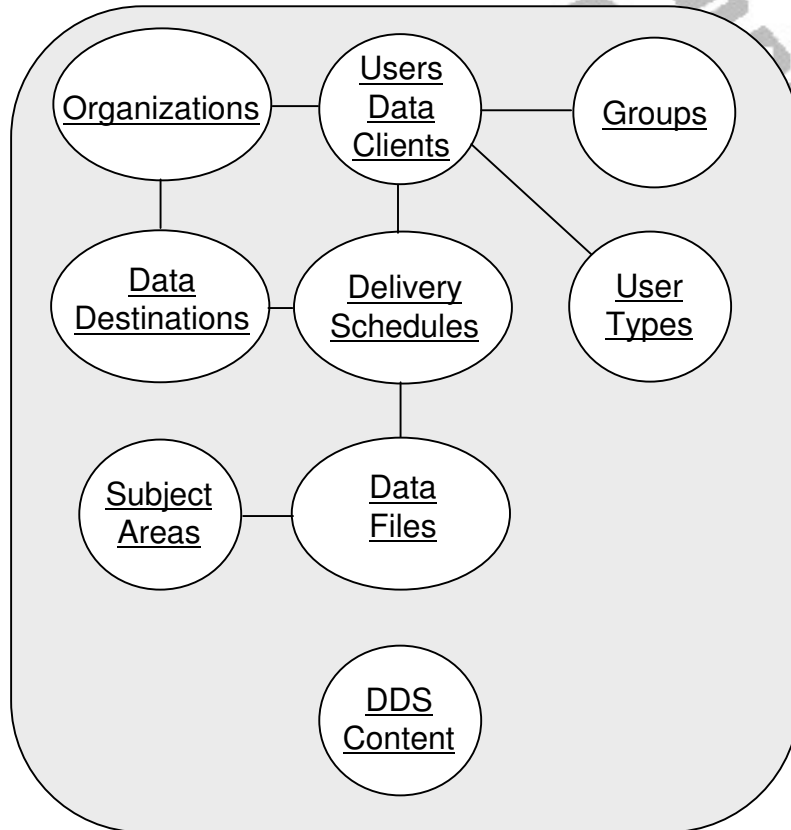 Organizations
Users
Data
Clients
Groups
Data
Destinations
Delivery
Schedules
User
Types
Subject
Areas
Data
Files
DDS
Content